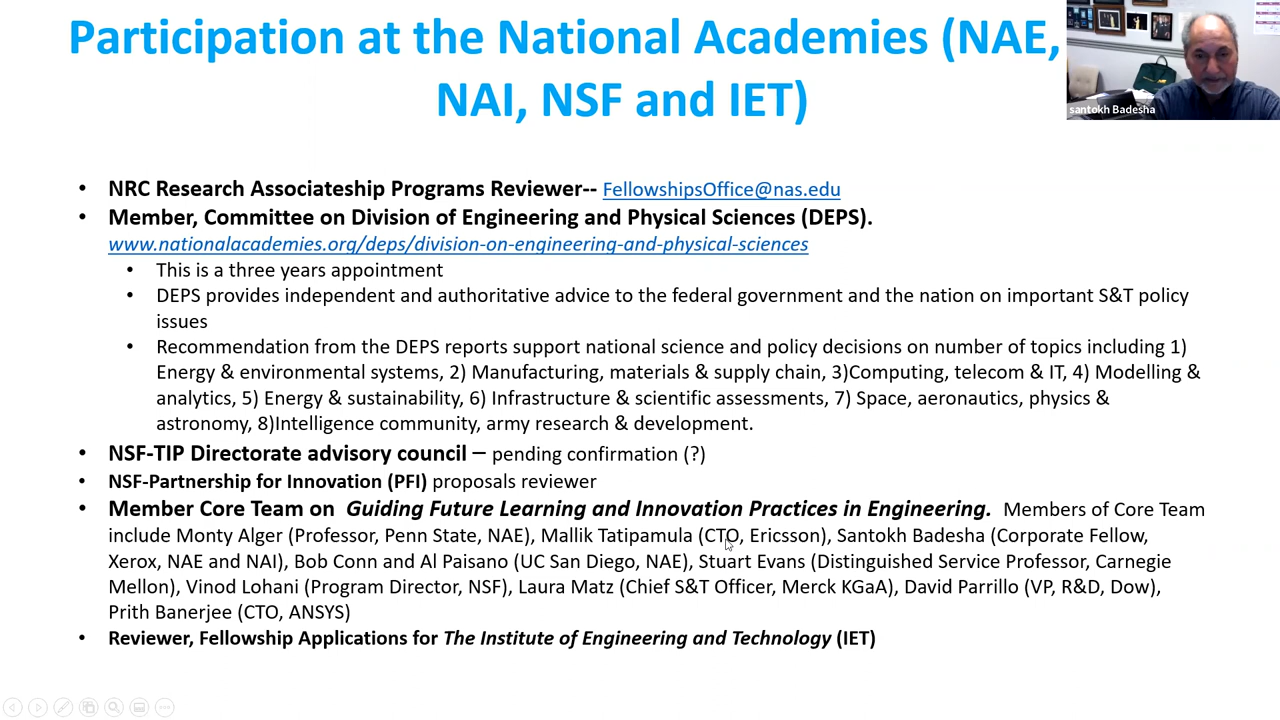 Participation at the National Academies (NAE,
NAI, NSF and IET)
santokh Badesha
• NRC Research Associateship Programs Reviewer-- FellowshipsOffice@nas.edu
• Member, Committee on Division of Engineering and Physical Sciences (DEPS).
www.nationalacademies.org/deps/division-on-engineering-and-physical-sciences
• This is a three years appointment
• DEPS provides independent and authoritative advice to the federal government and the nation on important S&T policy
issues
• Recommendation from the DEPS reports support national science and policy decisions on number of topics including 1)
Energy & environmental systems, 2) Manufacturing, materials & supply chain, 3)Computing, telecom & IT, 4) Modelling &
analytics, 5) Energy & sustainability, 6) Infrastructure & scientific assessments, 7) Space, aeronautics, physics &
astronomy, 8)Intelligence community, army research & development.
• NSF-TIP Directorate advisory council – pending confirmation (?)
• NSF-Partnership for Innovation (PFI) proposals reviewer
• Member Core Team on Guiding Future Learning and Innovation Practices in Engineering. Members of Core Team
include Monty Alger (Professor, Penn State, NAE), Mallik Tatipamula (CTO, Ericsson), Santokh Badesha (Corporate Fellow,
Xerox, NAE and NAI), Bob Conn and Al Paisano (UC San Diego, NAE), Stuart Evans (Distinguished Service Professor, Carnegie
Mellon), Vinod Lohani (Program Director, NSF), Laura Matz (Chief S&T Officer, Merck KGaA), David Parrillo (VP, R&D, Dow),
Prith Banerjee (CTO, ANSYS)
• Reviewer, Fellowship Applications for The Institute of Engineering and Technology (IET)